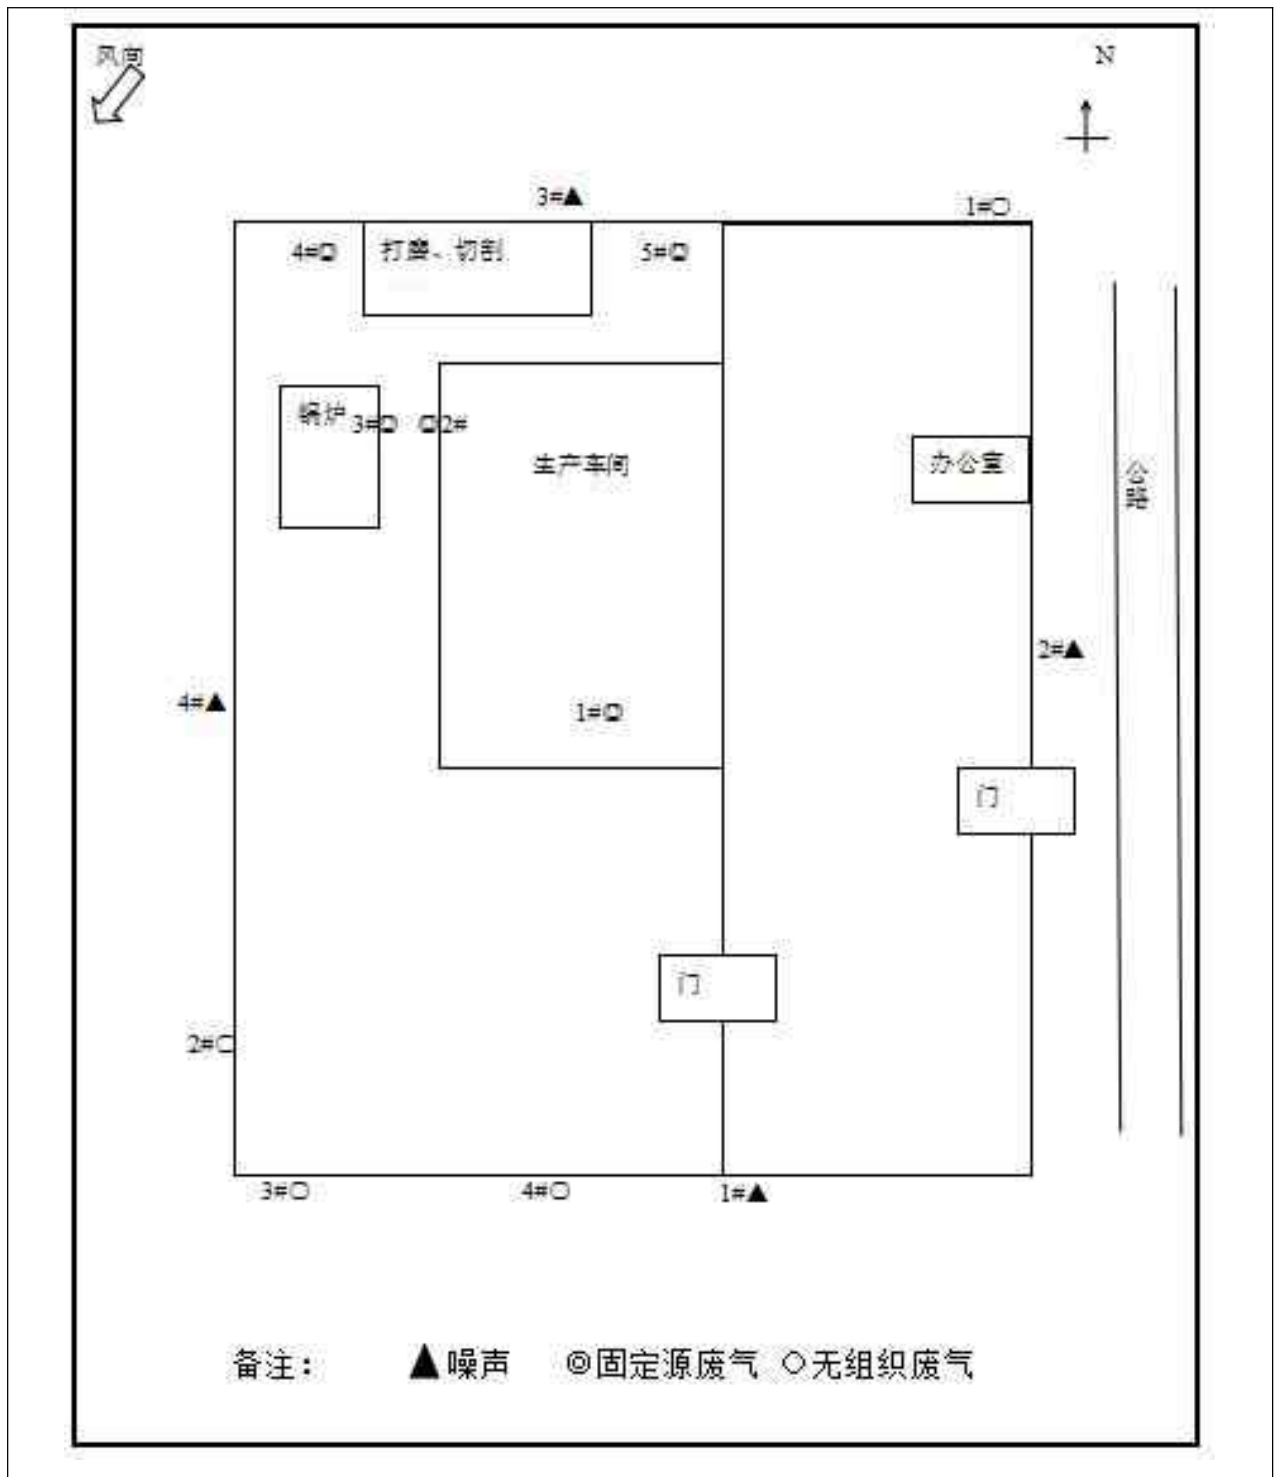 风向
N
3#▲
1#○
4#◎
打磨、切割
5#◎
锅炉
3#◎
◎2#
生产车间
办公室
公路
2#▲
4#▲
1#◎
门
门
2#○
3#○
4#○
1#▲
备注：▲噪声 ◎固定源废气 ○无组织废气